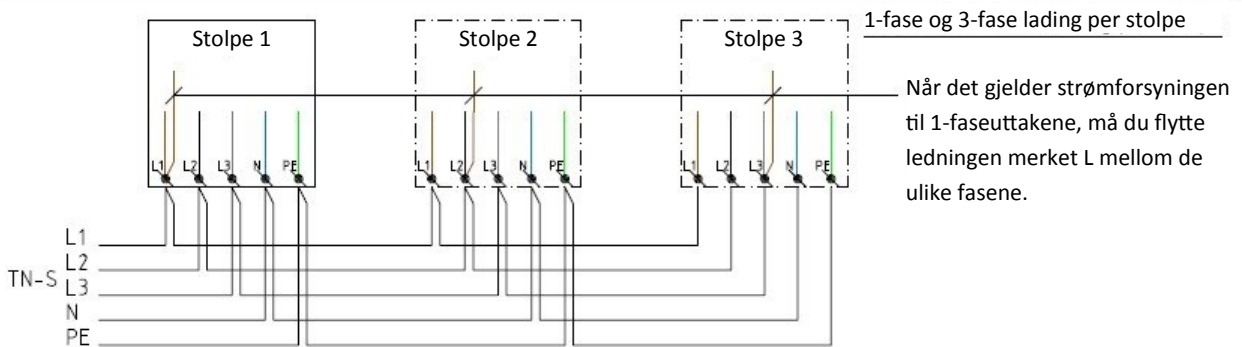 1-fase og 3-fase lading per stolpe
Stolpe 1
Stolpe 2
Stolpe 3
Når det gjelder strømforsyningen
til 1-faseuttakene, må du flytte
ledningen merket L mellom de
ulike fasene.
L1 L2 L3 N PE
L1 L2 L3 N PE
L1 L2 L3 N PE
L1
L2
TN-S
L3
N
PE